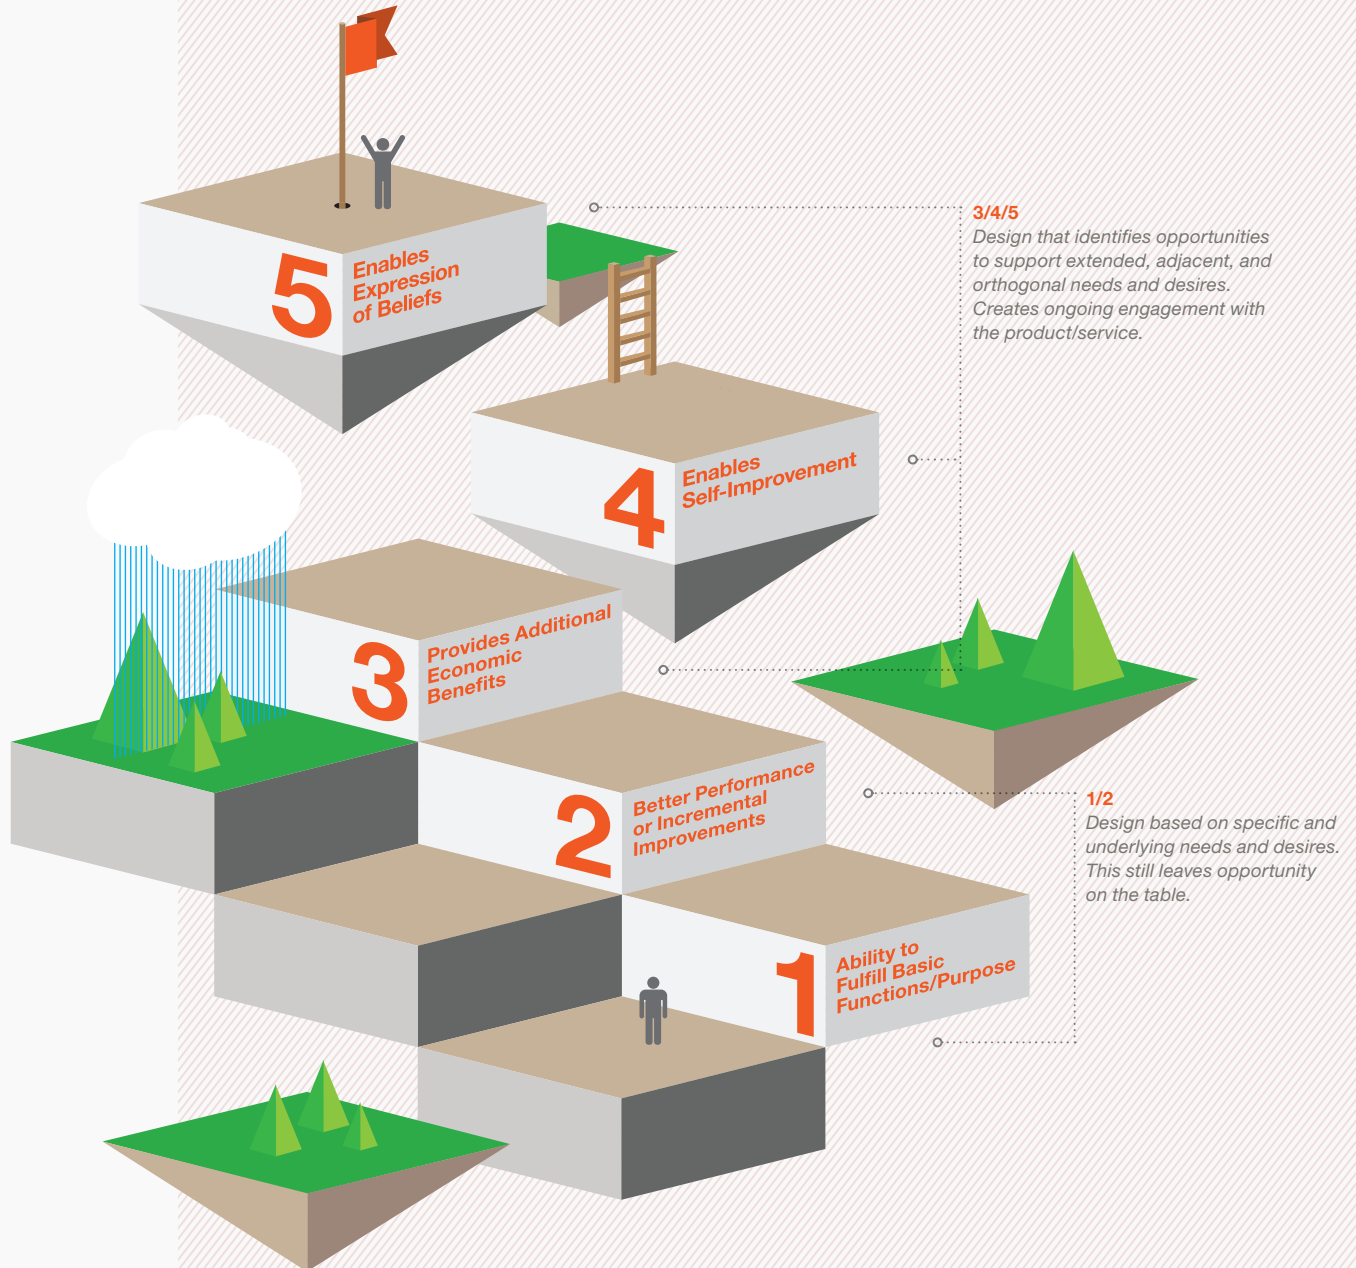 5
Enables
Expression
of Beliefs
3/4/5
Design that identifies opportunities
to support extended, adjacent, and
orthogonal needs and desires.
Creates ongoing engagement with
the product/service.
4
Enables
Self-Improvement
3
Provides Additional
Economic
Benefits
2
Better Performance
or Incremental
Improvements
1/2
Design based on specific and
underlying needs and desires.
This still leaves opportunity
on the table.
1
Ability to
Fulfill Basic
Functions/Purpose